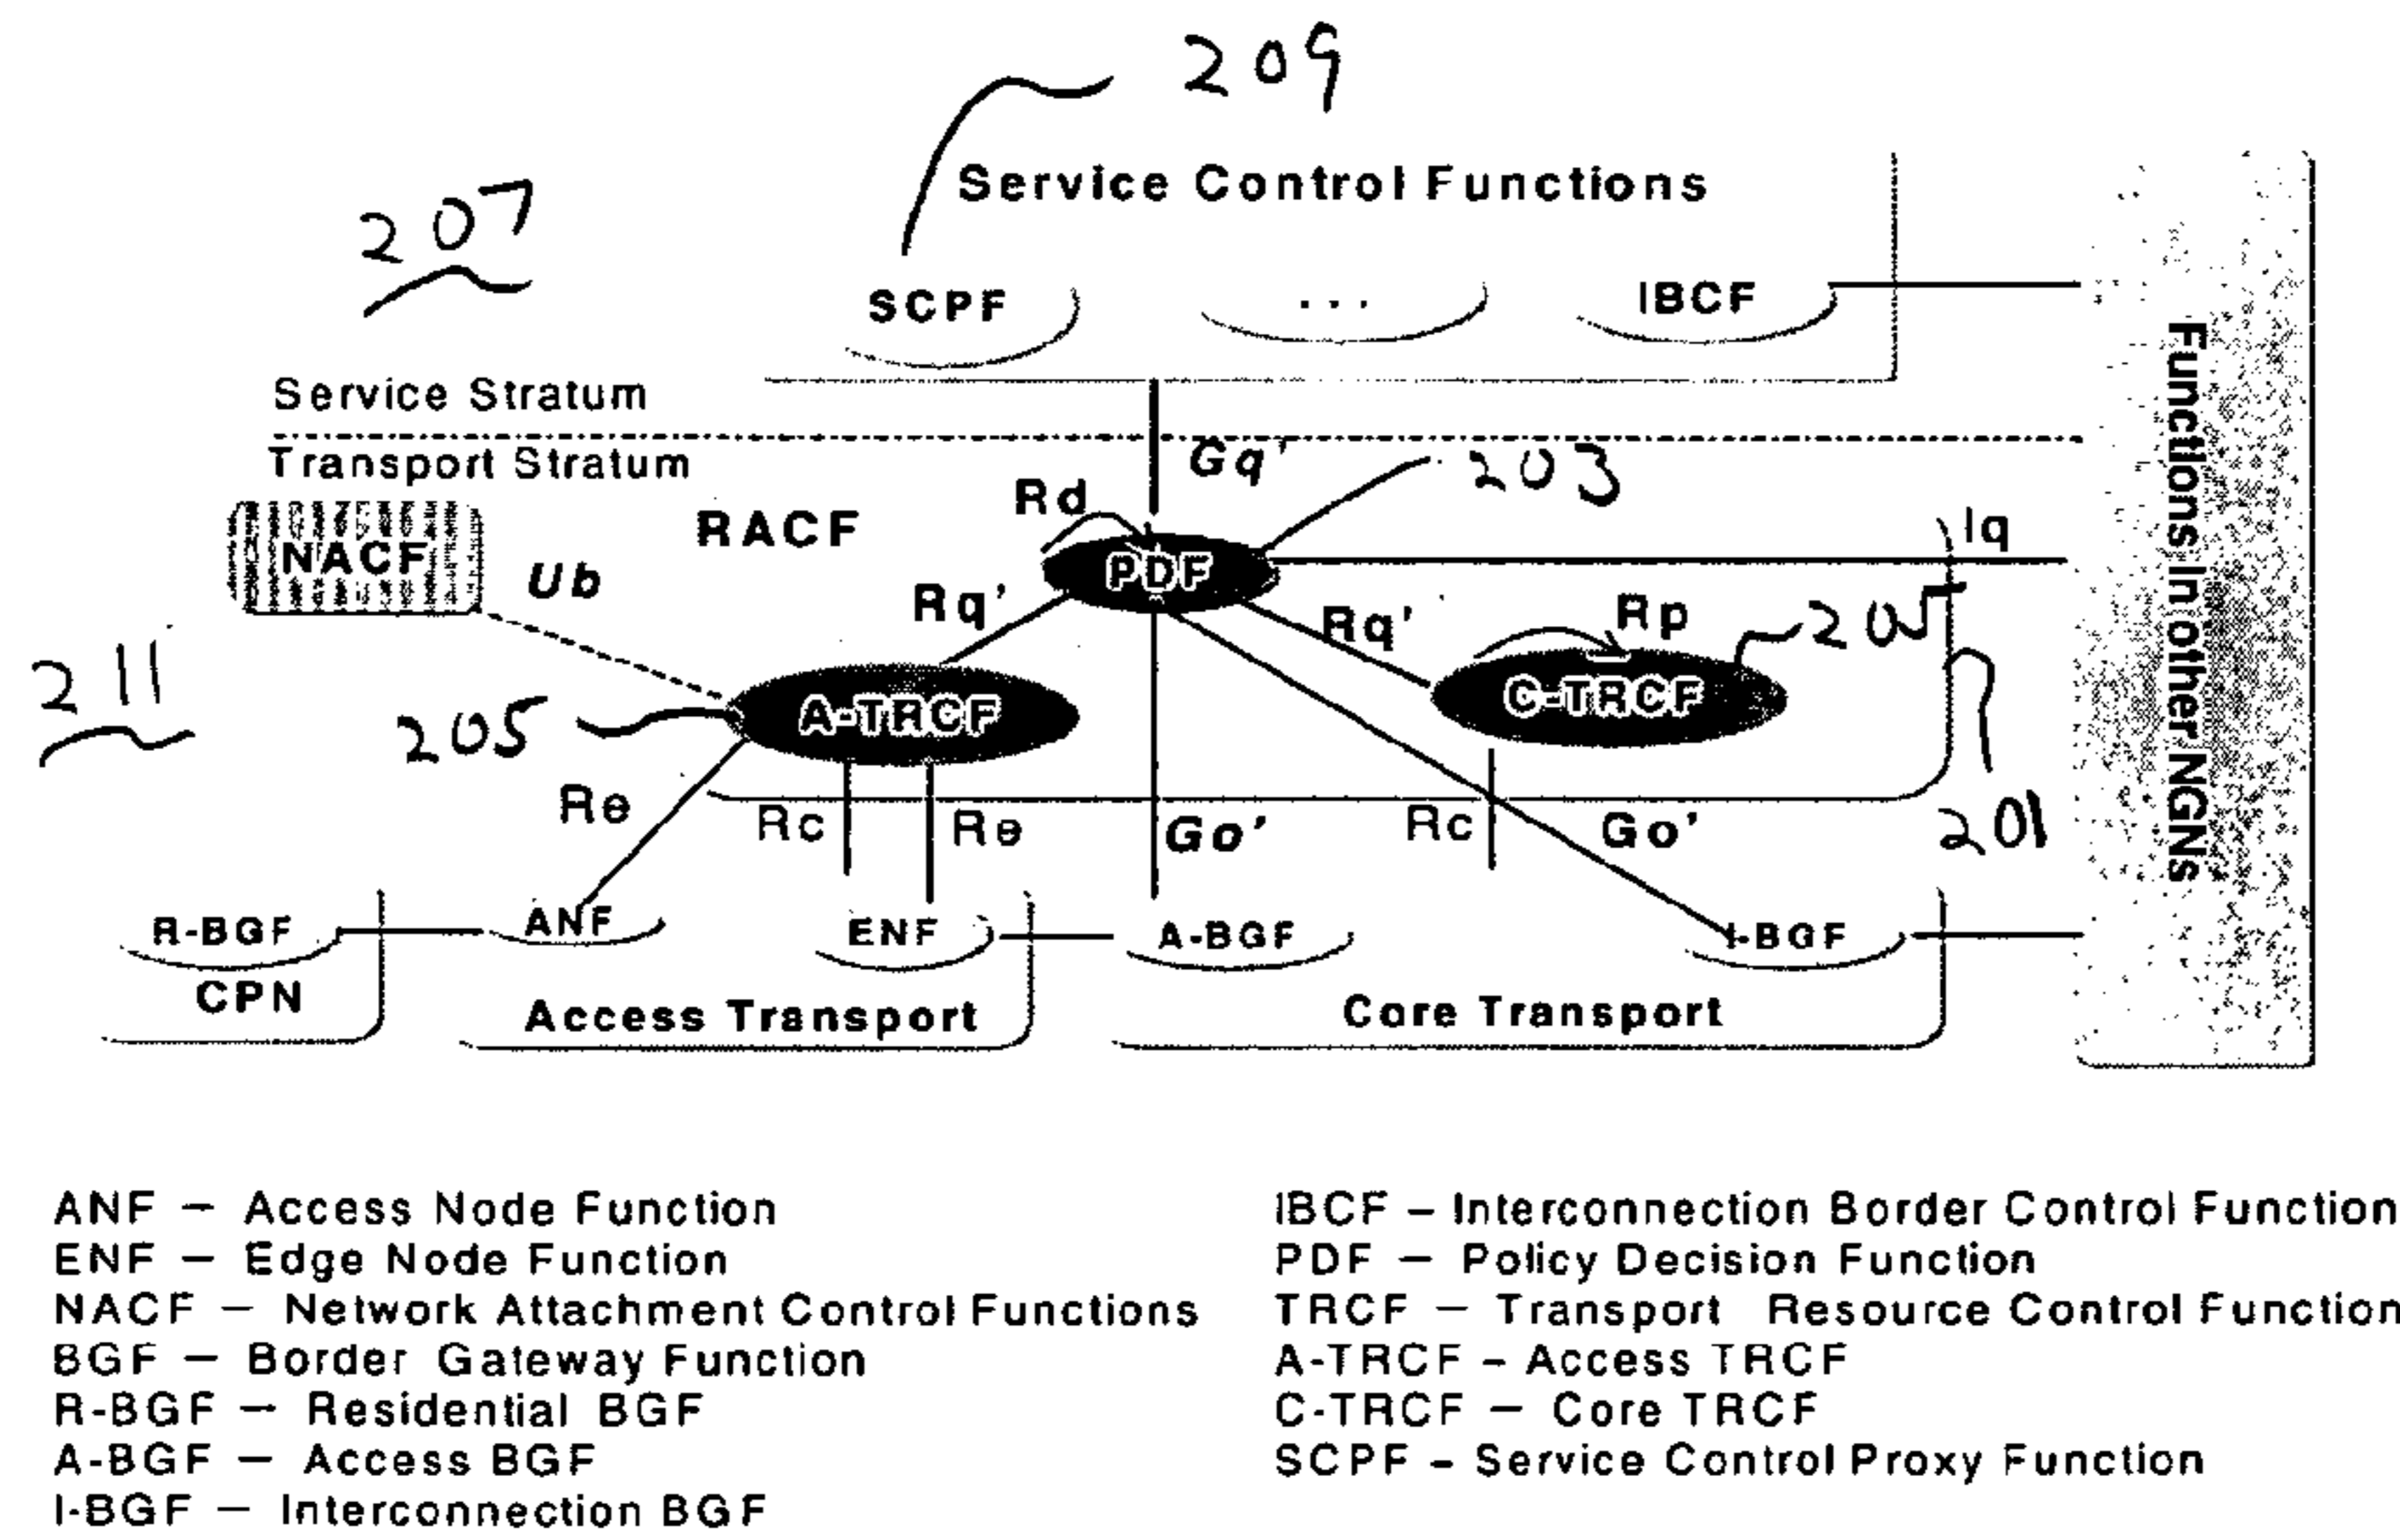 209
Service Control Functions
207
SCPF
...
IBCF
Service Stratum
Transport Stratum
Gq'
203
Rd
RACF
NACF
Ub
PDF
Iq
Rq'
Rq'
Rp
205
211
205
A-TRCF
C-TRCF
Re
Rc
Re
Go'
Rc
Go'
201
Functions in other NGNs
R-BGF
ANF
ENF
A-BGF
I-BGF
CPN
Access Transport
Core Transport
ANF – Access Node Function
ENF – Edge Node Function
NACF – Network Attachment Control Functions
BGF – Border Gateway Function
R-BGF – Residential BGF
A-BGF – Access BGF
I-BGF – Interconnection BGF
IBCF – Interconnection Border Control Function
PDF – Policy Decision Function
TRCF – Transport Resource Control Function
A-TRCF – Access TRCF
C-TRCF – Core TRCF
SCPF – Service Control Proxy Function